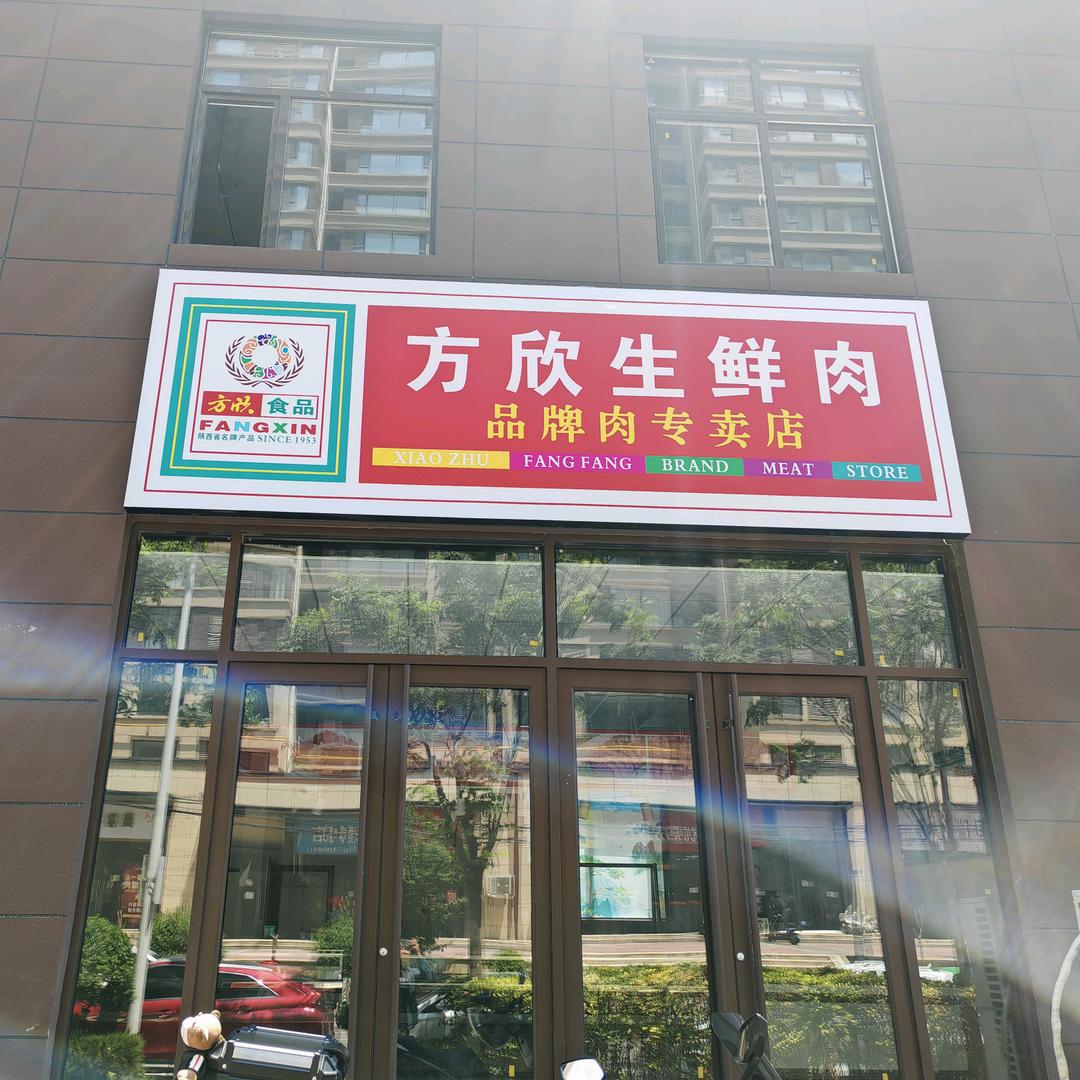 方欣 食品
FANGXIN
陕西省名牌产品 SINCE 1953
方欣生鲜肉
品牌肉专卖店
XIAO ZHU FANG FANG BRAND MEAT STORE